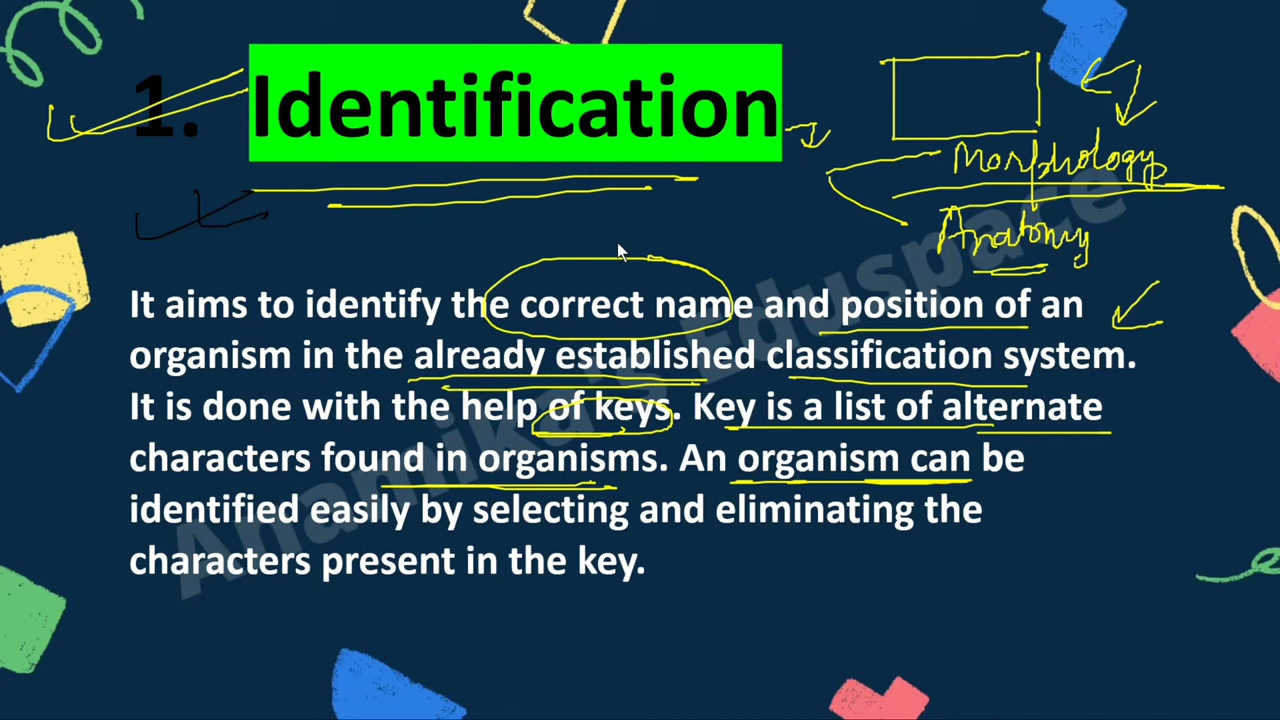 1. Identification
Morphology
Anatomy
It aims to identify the correct name and position of an
organism in the already established classification system.
It is done with the help of keys. Key is a list of alternate
characters found in organisms. An organism can be
identified easily by selecting and eliminating the
characters present in the key.
Anamika's Eduspace